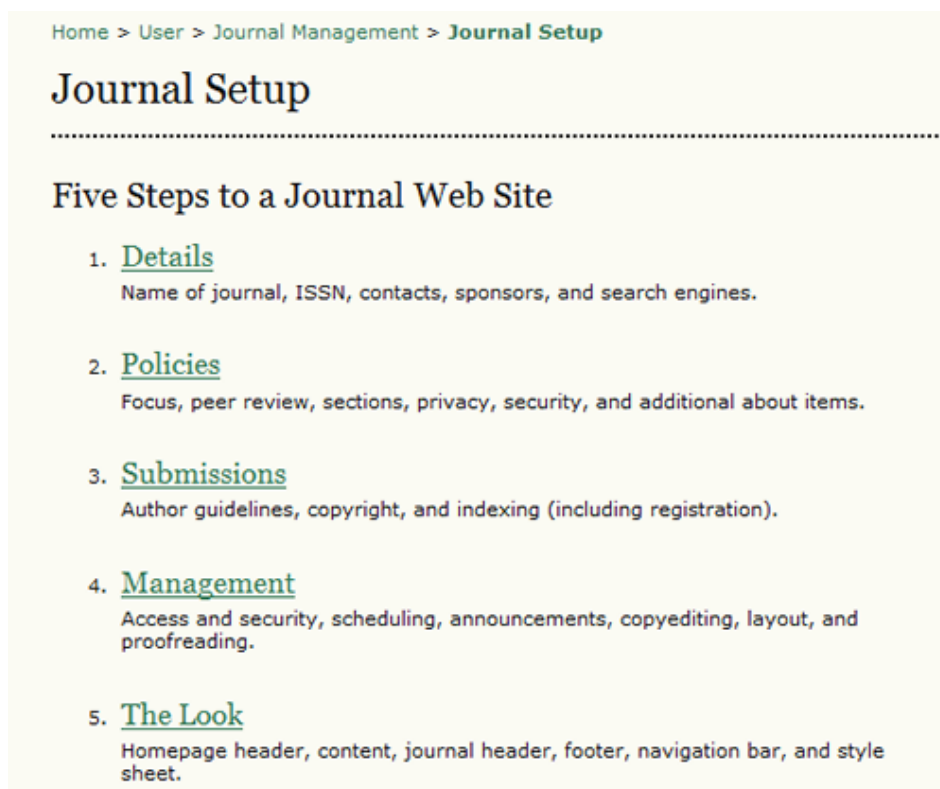 Home > User > Journal Management > Journal Setup
Journal Setup
Five Steps to a Journal Web Site
1. Details
Name of journal, ISSN, contacts, sponsors, and search engines.
2. Policies
Focus, peer review, sections, privacy, security, and additional about items.
3. Submissions
Author guidelines, copyright, and indexing (including registration).
4. Management
Access and security, scheduling, announcements, copyediting, layout, and
proofreading.
5. The Look
Homepage header, content, journal header, footer, navigation bar, and style
sheet.